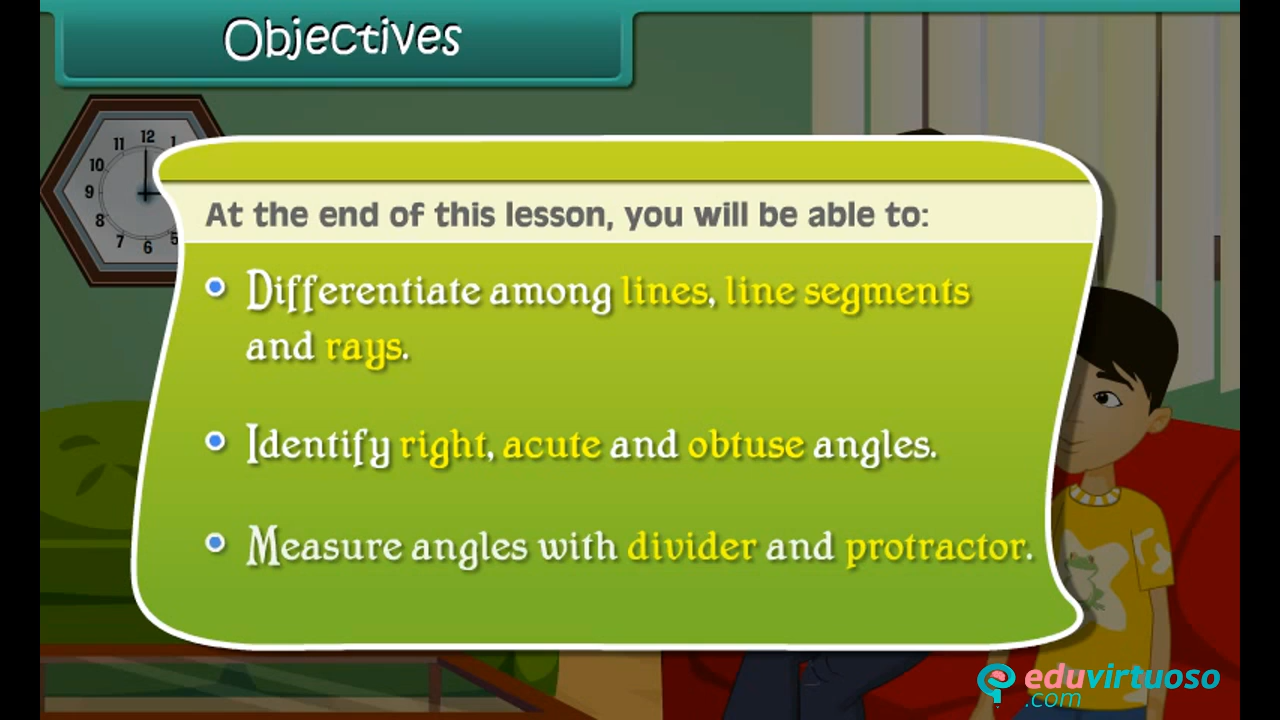 Objectives
12
11 1
10
9
8
7 6 5
At the end of this lesson, you will be able to:
Differentiate among lines, line segments
and rays.
Identify right, acute and obtuse angles.
Measure angles with divider and protractor.
eduvirtuoso
.com